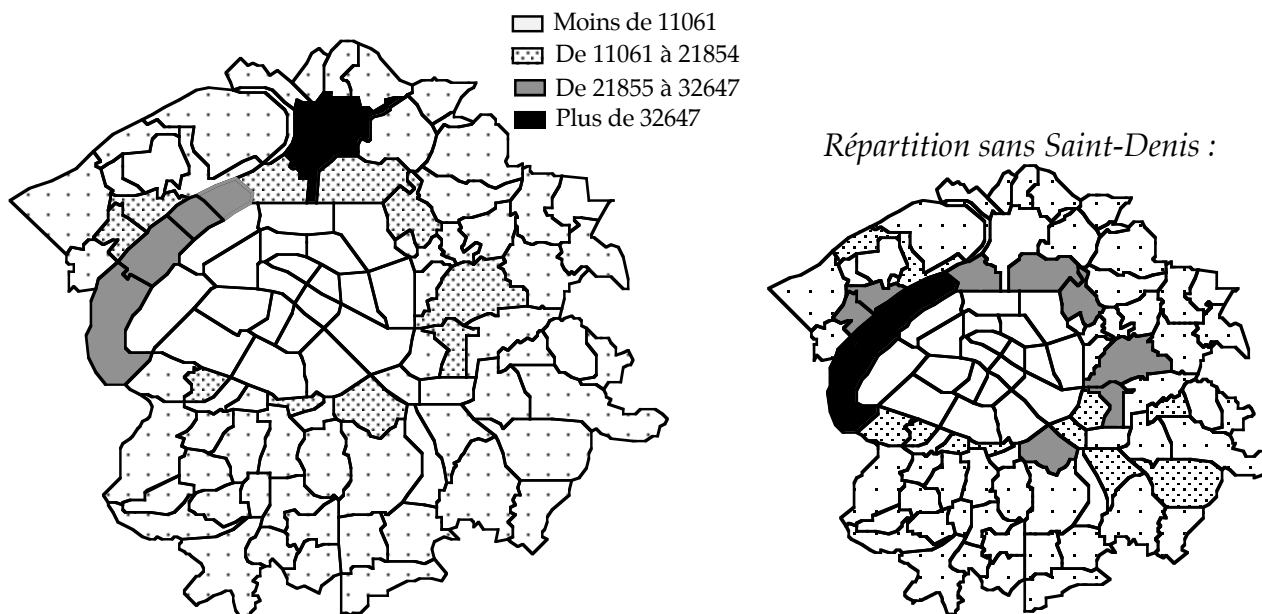 Moins de 11061
De 11061 à 21854
De 21855 à 32647
Plus de 32647
Répartition sans Saint-Denis :